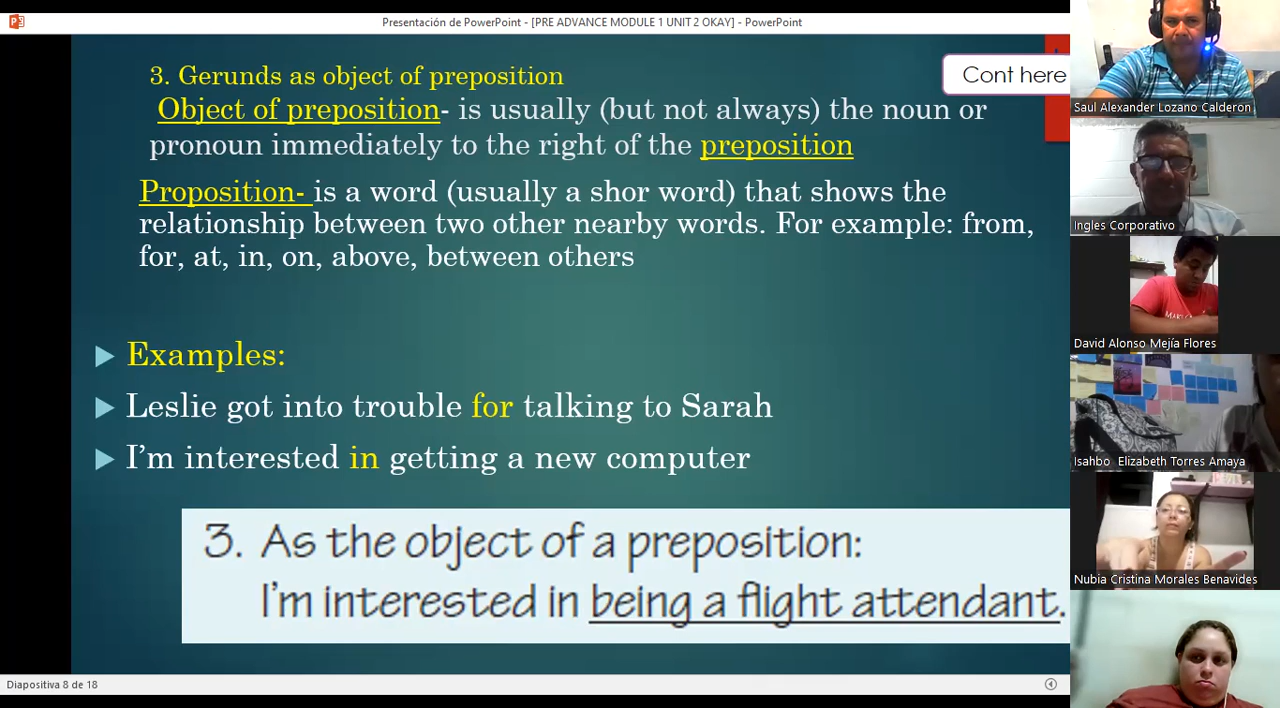 Presentación de PowerPoint - [PRE ADVANCE MODULE 1 UNIT 2 OKAY] - PowerPoint
3. Gerunds as object of preposition
Cont here
Object of preposition- is usually (but not always) the noun or
pronoun immediately to the right of the preposition
Proposition- is a word (usually a shor word) that shows the
relationship between two other nearby words. For example: from,
for, at, in, on, above, between others
Examples:
Leslie got into trouble for talking to Sarah
I'm interested in getting a new computer
3. As the object of a preposition:
I'm interested in being a flight attendant.
Diapositiva 8 de 18
Saul Alexander Lozano Calderon
Ingles Corporativo
David Alonso Mejía Flores
Isahbo Elizabeth Torres Amaya
Nubia Cristina Morales Benavides